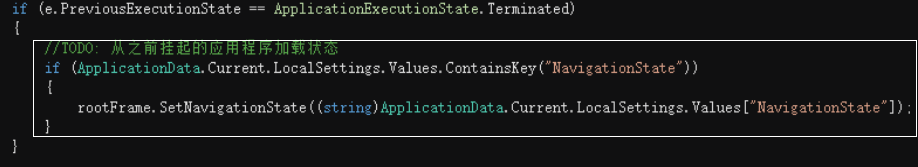 if (e.PreviousExecutionState == ApplicationExecutionState.Terminated)
{
//TODO: 从之前挂起的应用程序加载状态
if (ApplicationData.Current.LocalSettings.Values.ContainsKey("NavigationState"))
{
rootFrame.SetNavigationState((string)ApplicationData.Current.LocalSettings.Values["NavigationState"]);
}
}